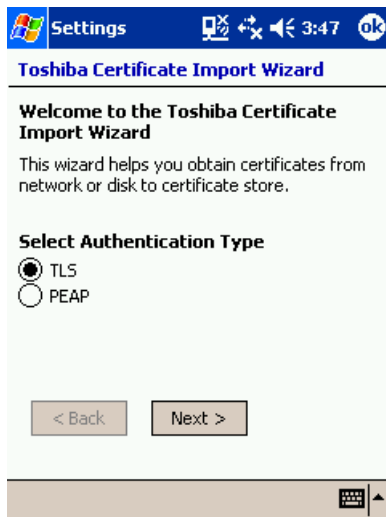 Settings 3:47 ok
Toshiba Certificate Import Wizard
Welcome to the Toshiba Certificate
Import Wizard
This wizard helps you obtain certificates from
network or disk to certificate store.
Select Authentication Type
TLS
PEAP
< Back Next >